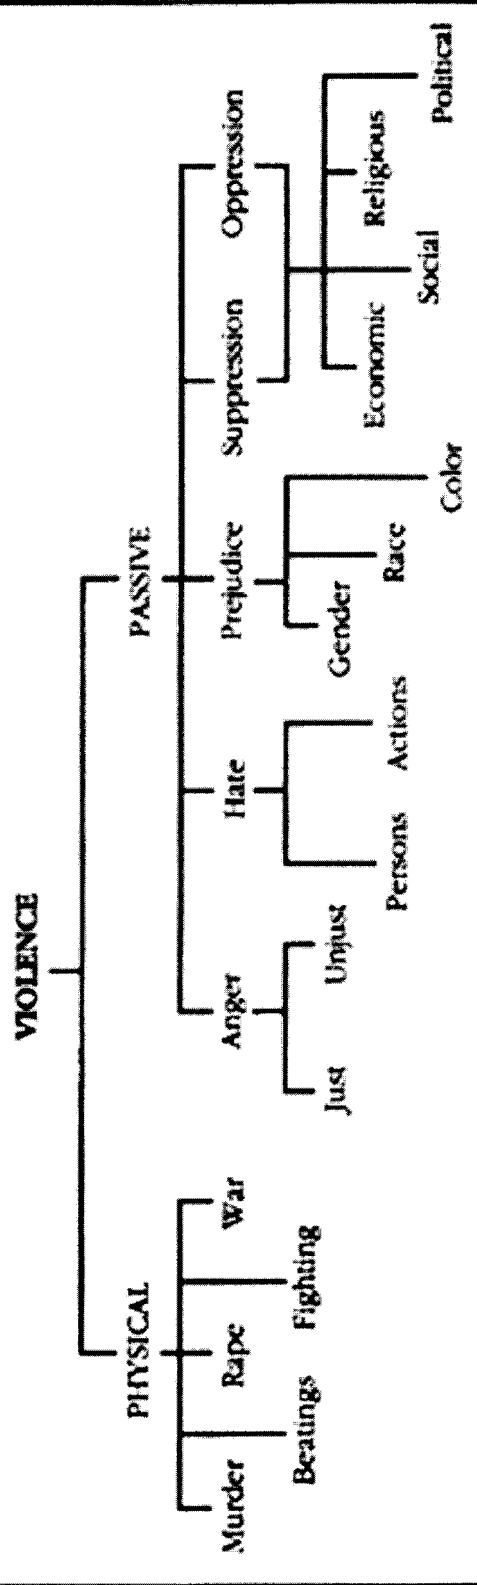 VIOLENCE
PHYSICAL
PASSIVE
Murder
Rape
War
Anger
Hate
Prejudice
Suppression
Oppression
Beatings
Fighting
Just
Unjust
Persons
Actions
Gender
Race
Color
Economic
Religious
Social
Political